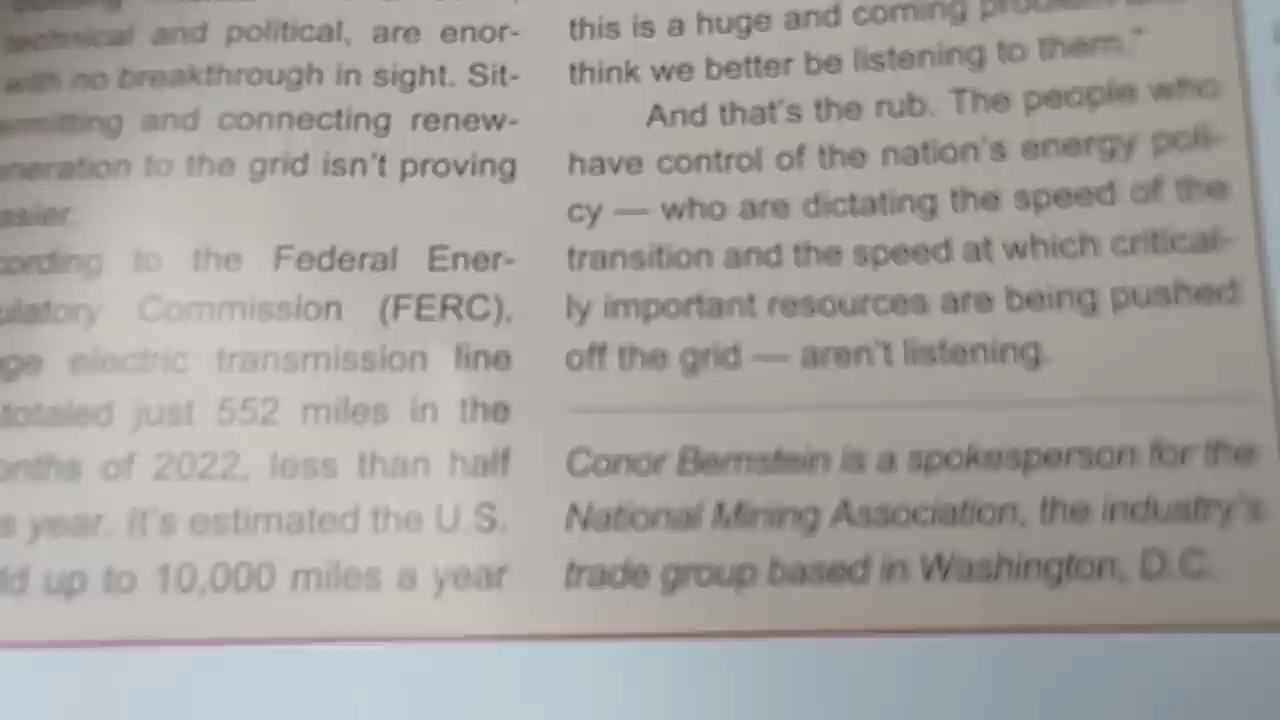 technical and political, are enor-
with no breakthrough in sight. Sit-
and connecting renew-
to the grid isn't proving
to the Federal Ener-
Commission (FERC),
electric transmission line
totaled just 552 miles in the
of 2022, less than half
year. It's estimated the U.S.
up to 10,000 miles a year
this is a huge and coming
think we better be listening to them."
And that's the rub. The people who
have control of the nation's energy poli-
cy — who are dictating the speed of the
transition and the speed at which critical-
ly important resources are being pushed
off the grid — aren't listening.
Conor Bernstein is a spokesperson for the
National Mining Association, the industry's
trade group based in Washington, D.C.